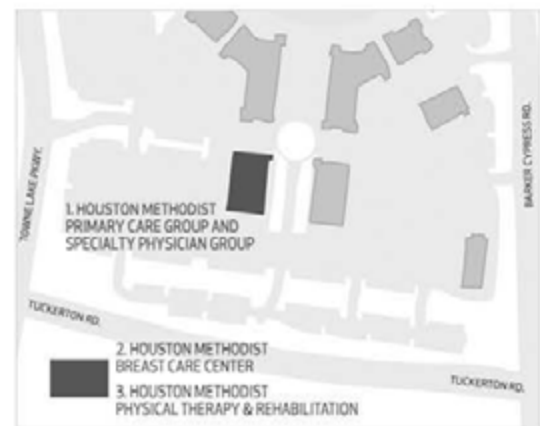 TOWNE LAKE PKWY.
BARKER CYPRESS RD.
1. HOUSTON METHODIST
PRIMARY CARE GROUP AND
SPECIALTY PHYSICIAN GROUP
TUCKERTON RD.
2. HOUSTON METHODIST
BREAST CARE CENTER
3. HOUSTON METHODIST
PHYSICAL THERAPY & REHABILITATION
TUCKERTON RD.